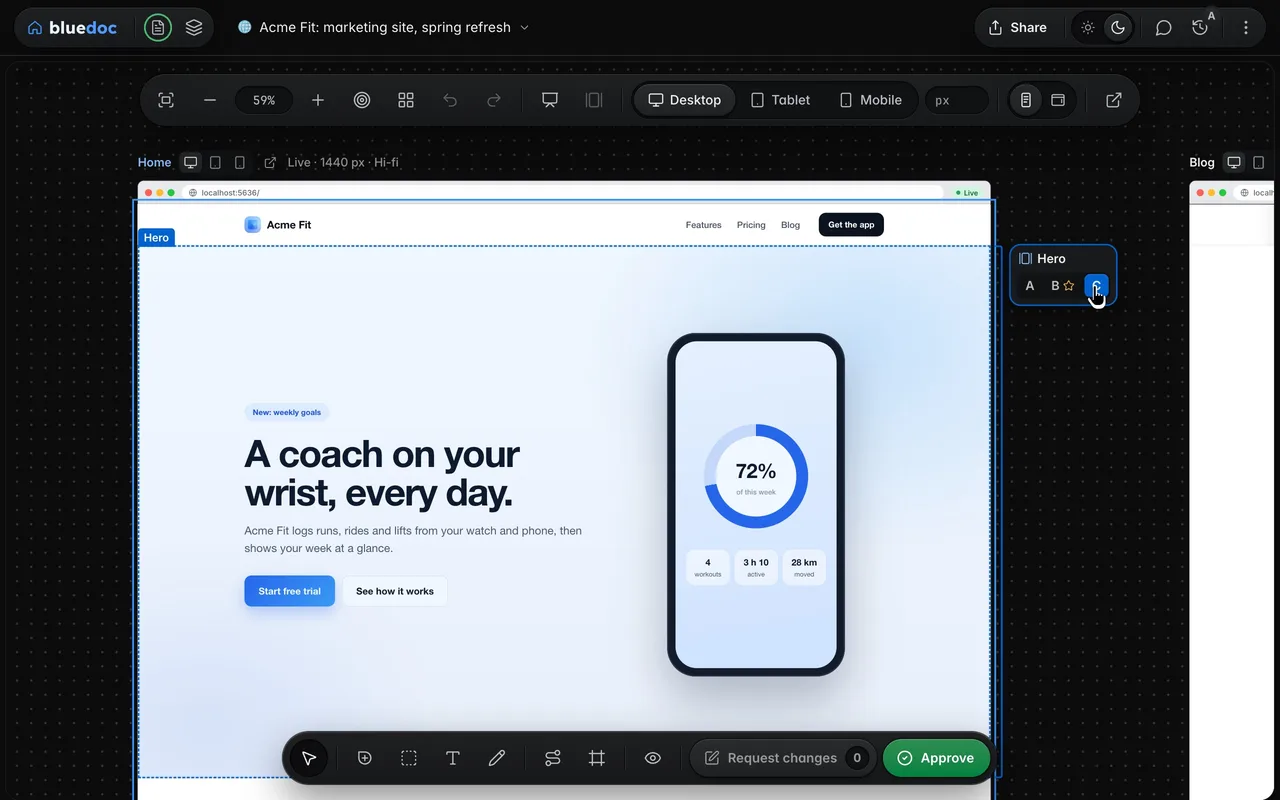 bluedoc
Acme Fit: marketing site, spring refresh
Share
A
59%
Desktop
Tablet
Mobile
px
Home
Live · 1440 px · Hi-fi
Blog
localhost:5636/
Live
Acme Fit
Features
Pricing
Blog
Get the app
Hero
Hero
A
B
New: weekly goals
A coach on your
wrist, every day.
Acme Fit logs runs, rides and lifts from your watch and phone, then
shows your week at a glance.
Start free trial
See how it works
72%
of this week
4
workouts
3 h 10
active
28 km
moved
Request changes
0
Approve